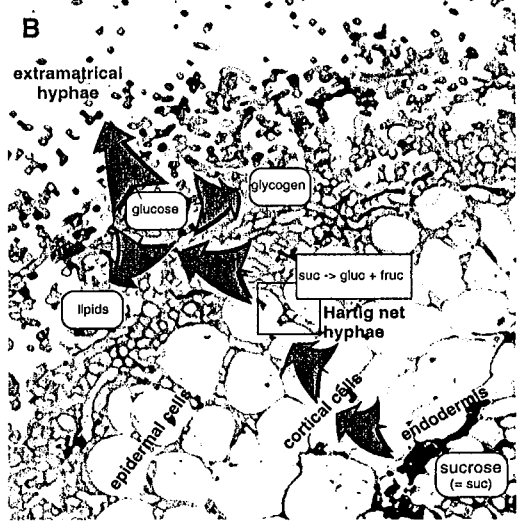 B
extramatrical
hyphae
glycogen
glucose
suc -> gluc + fruc
lipids
Hartig net
hyphae
epidermal cells
cortical cells
endodermis
sucrose
(= suc)